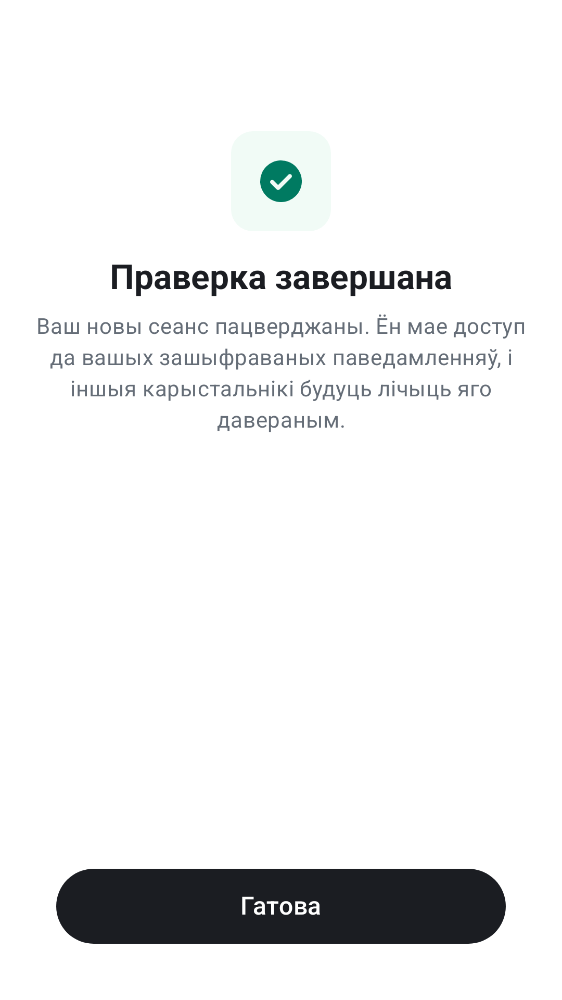 Праверка завершана
Ваш новы сеанс пацверджаны. Ён мае доступ
да вашых зашыфраваных паведамленняў, і
іншыя карыстальнікі будуць лічыць яго
давераным.
Гатова